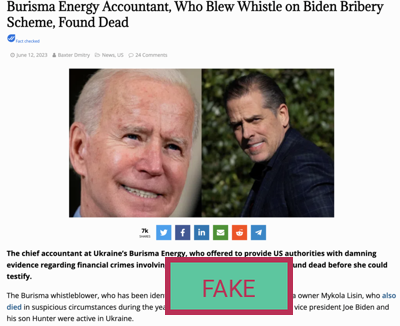 Burisma Energy Accountant, Who Blew Whistle on Biden Bribery
Scheme, Found Dead
Fact checked
June 12, 2023 Baxter Dmitry News, US 24 Comments
7k
SHARES
The chief accountant at Ukraine's Burisma Energy, who offered to provide US authorities with damning
evidence regarding financial crimes involvin und dead before she could
testify.
FAKE
The Burisma whistleblower, who has been iden a owner Mykola Lisin, who also
died in suspicious circumstances during the yea vice president Joe Biden and
his son Hunter were active in Ukraine.